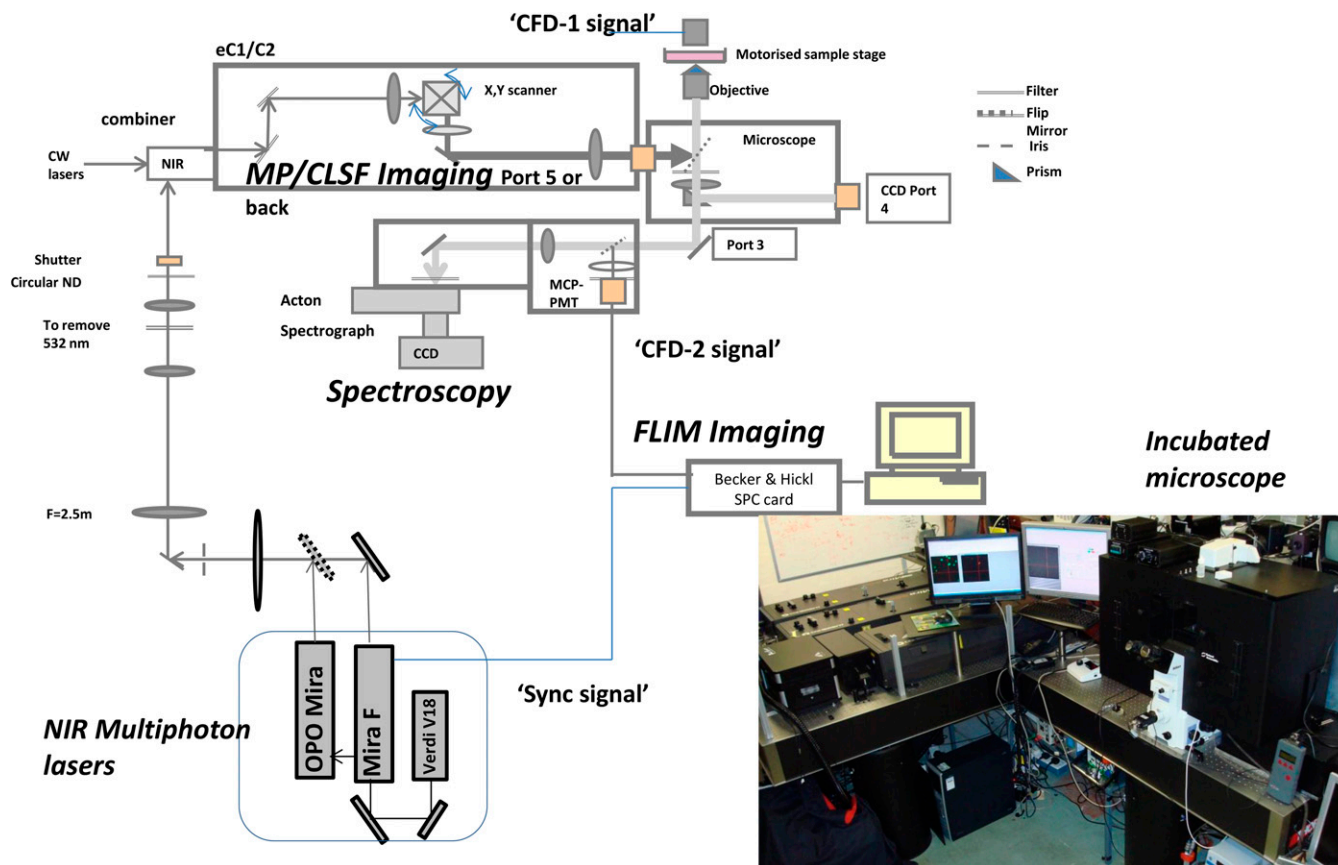 'CFD-1 signal'
eC1/C2
Motorised sample stage
X,Y scanner
Objective
Filter
Flip
Mirror
Iris
Prism
combiner
Microscope
CW
lasers
NIR
MP/CLSF Imaging Port 5 or
back
CCD Port
4
Port 3
Shutter
Circular ND
MCP-
PMT
Acton
Spectrograph
To remove
532 nm
CCD
'CFD-2 signal'
Spectroscopy
FLIM Imaging
Incubated
microscope
Becker & Hickl
SPC card
F=2.5m
'Sync signal'
NIR Multiphoton
lasers
OPO Mira
Mira F
Verdi V18